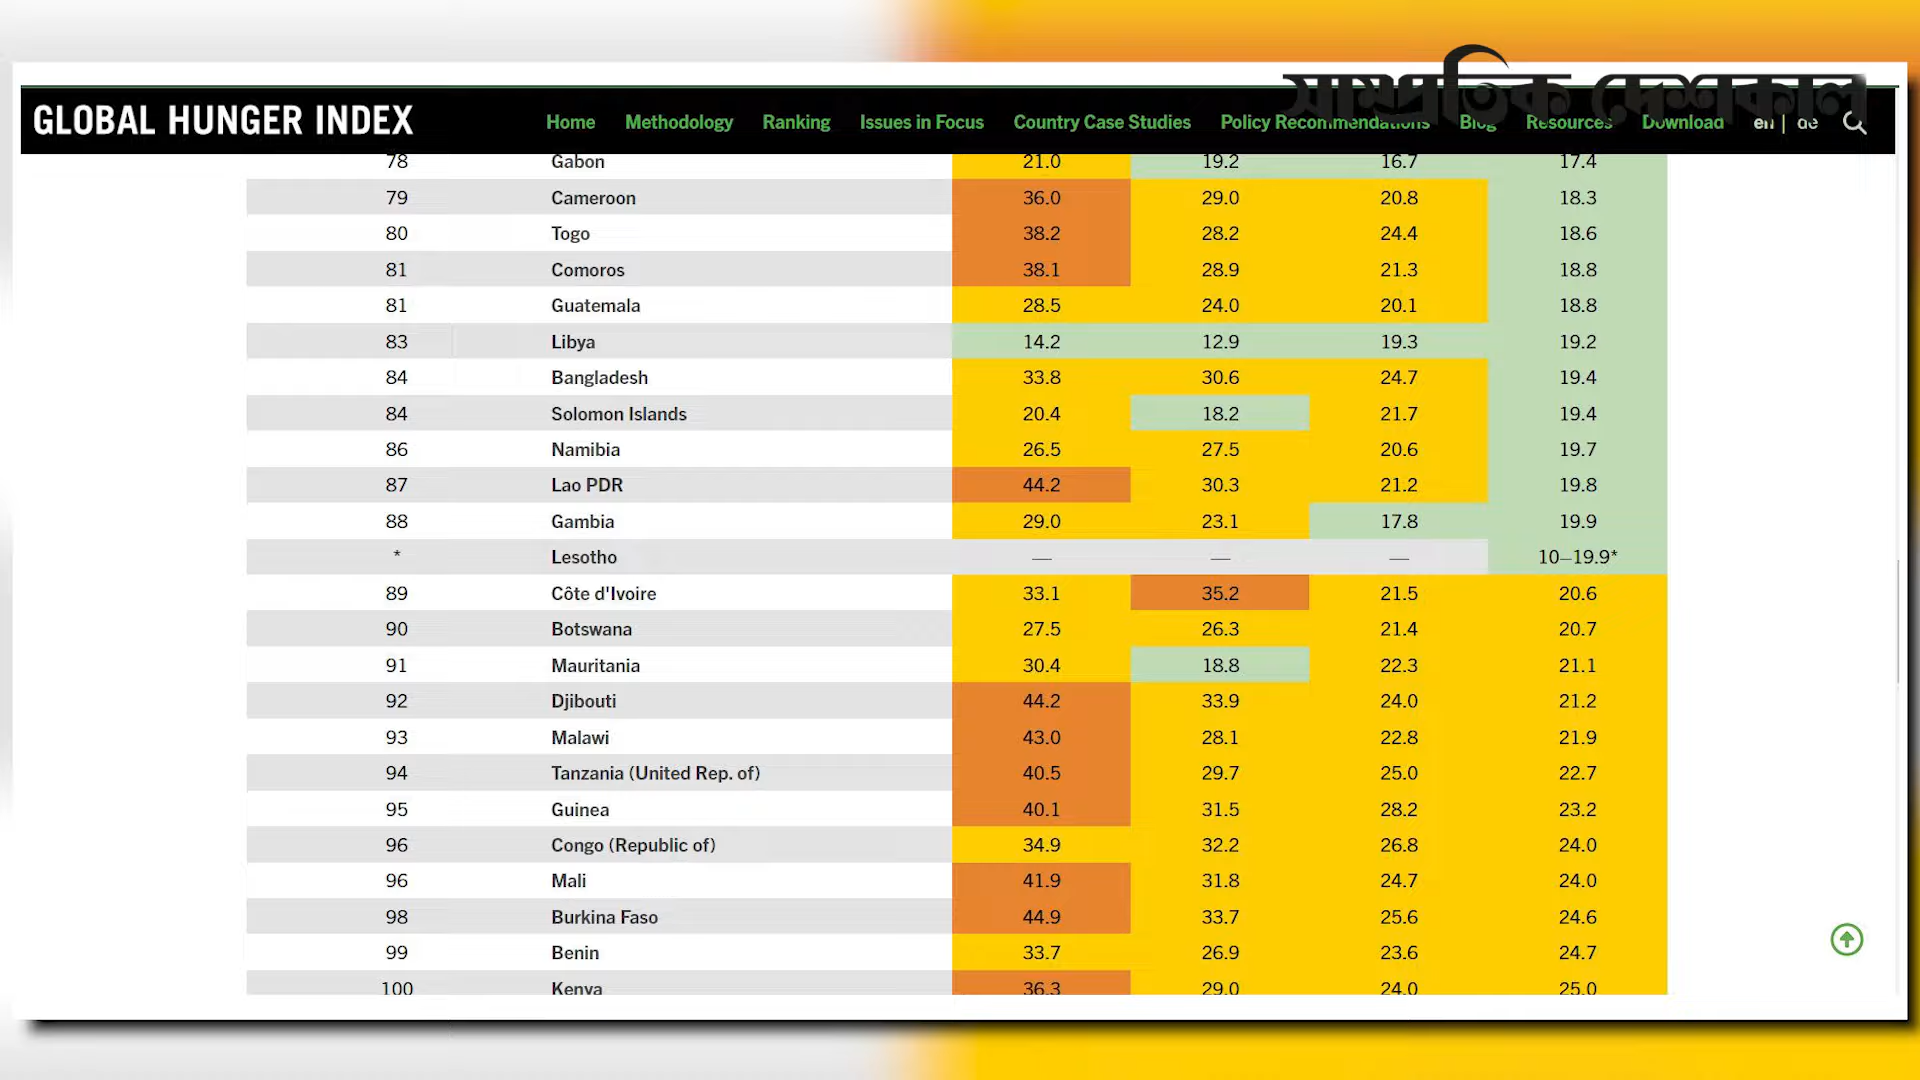 সাম্প্রতিক দেশকাল
GLOBAL HUNGER INDEX Home Methodology Ranking Issues in Focus Country Case Studies Policy Recommendations Blog Resources Download en | de
78 Gabon 21.0 19.2 16.7 17.4
79 Cameroon 36.0 29.0 20.8 18.3
80 Togo 38.2 28.2 24.4 18.6
81 Comoros 38.1 28.9 21.3 18.8
81 Guatemala 28.5 24.0 20.1 18.8
83 Libya 14.2 12.9 19.3 19.2
84 Bangladesh 33.8 30.6 24.7 19.4
84 Solomon Islands 20.4 18.2 21.7 19.4
86 Namibia 26.5 27.5 20.6 19.7
87 Lao PDR 44.2 30.3 21.2 19.8
88 Gambia 29.0 23.1 17.8 19.9
* Lesotho — — — 10–19.9*
89 Côte d'Ivoire 33.1 35.2 21.5 20.6
90 Botswana 27.5 26.3 21.4 20.7
91 Mauritania 30.4 18.8 22.3 21.1
92 Djibouti 44.2 33.9 24.0 21.2
93 Malawi 43.0 28.1 22.8 21.9
94 Tanzania (United Rep. of) 40.5 29.7 25.0 22.7
95 Guinea 40.1 31.5 28.2 23.2
96 Congo (Republic of) 34.9 32.2 26.8 24.0
96 Mali 41.9 31.8 24.7 24.0
98 Burkina Faso 44.9 33.7 25.6 24.6
99 Benin 33.7 26.9 23.6 24.7
100 Kenya 36.3 29.0 24.0 25.0